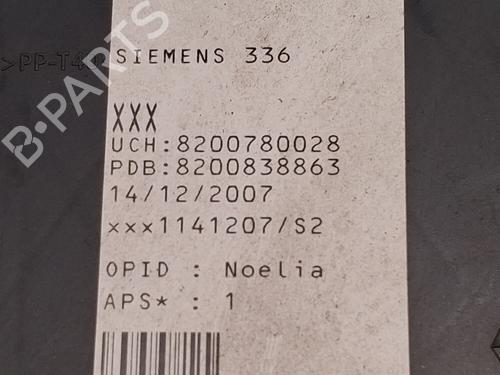 >PP-T4
SIEMENS 336
XXX
UCH:8200780028
PDB:8200838863
14/12/2007
xxx1141207/S2
OPID : Noelia
APS* : 1
B-PARTS